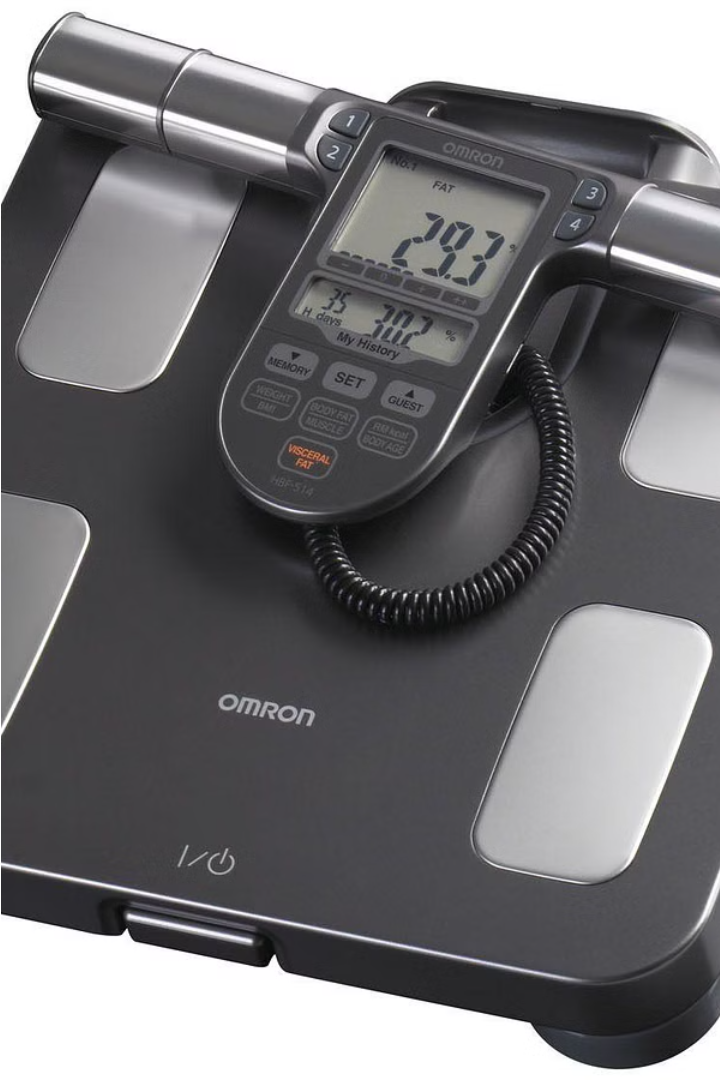 1
2
OMRON
3
4
No.1
FAT
29.3 %
− 0 + ++
35
H days
30.2 %
My History
▼
MEMORY
SET
▲
GUEST
WEIGHT
BMI
BODY FAT
MUSCLE
RM kcal
BODY AGE
VISCERAL
FAT
HBF-514
OMRON